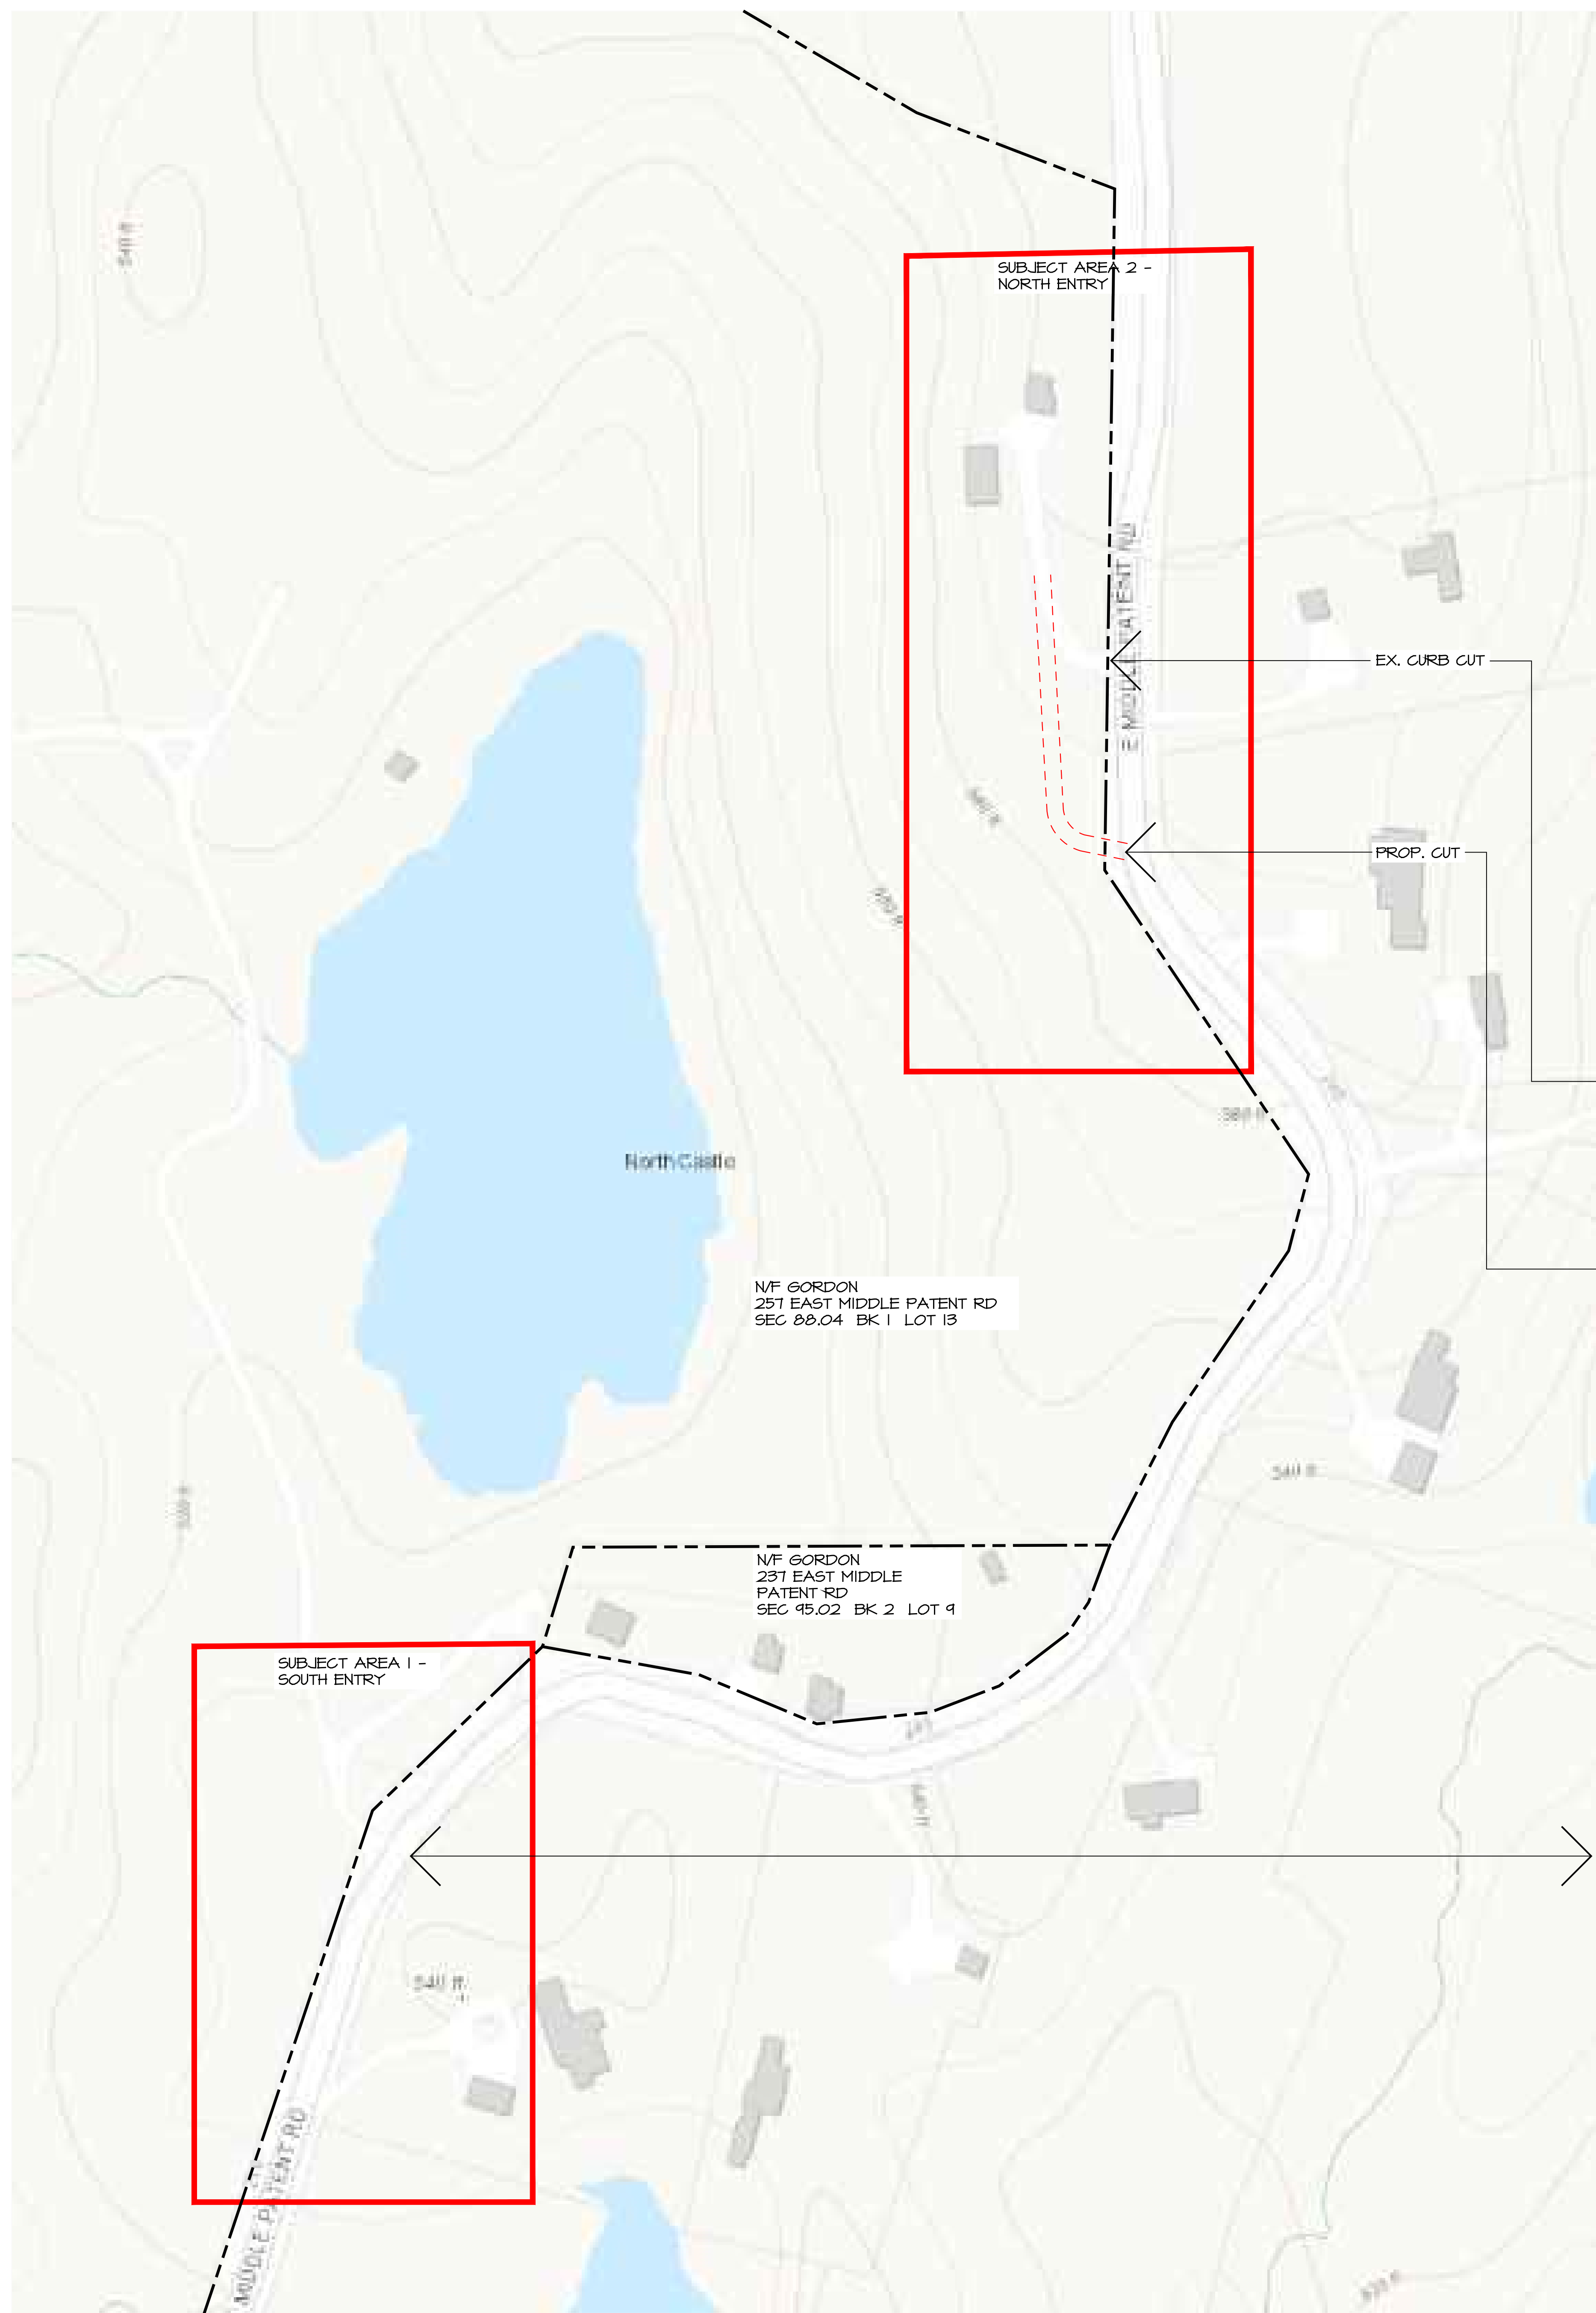 SUBJECT AREA 2 -
NORTH ENTRY
E MIDDLE PATENT RD
EX. CURB CUT
PROP. CUT
North Castle
N/F GORDON
257 EAST MIDDLE PATENT RD
SEC 88.04 BK 1 LOT 13
N/F GORDON
237 EAST MIDDLE
PATENT RD
SEC 95.02 BK 2 LOT 9
SUBJECT AREA 1 -
SOUTH ENTRY
MIDDLE PATENT RD